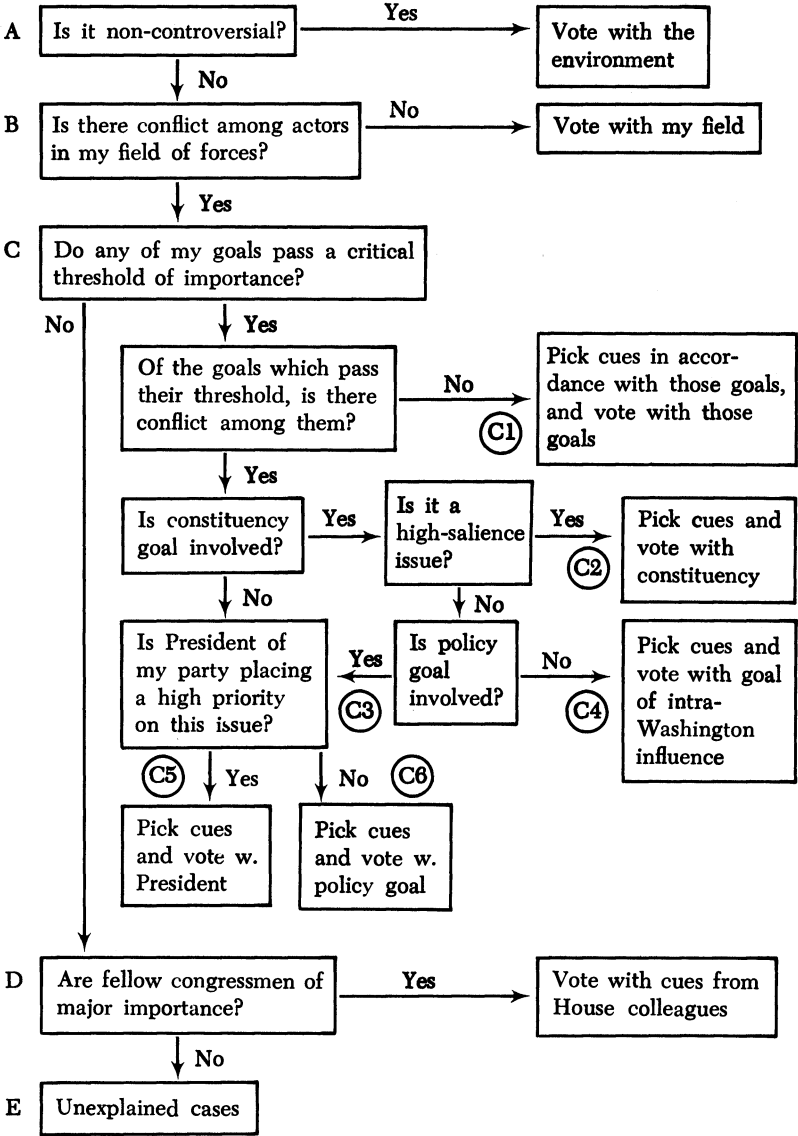 A
Is it non-controversial?
Yes
Vote with the
environment
No
B
Is there conflict among actors
in my field of forces?
No
Vote with my field
Yes
C
Do any of my goals pass a critical
threshold of importance?
No
Yes
Of the goals which pass
their threshold, is there
conflict among them?
No
C1
Pick cues in accor-
dance with those goals,
and vote with those
goals
Yes
Is constituency
goal involved?
Yes
Is it a
high-salience
issue?
Yes
C2
Pick cues and
vote with
constituency
No
No
Is President of
my party placing
a high priority
on this issue?
Yes
C3
Is policy
goal
involved?
No
C4
Pick cues and
vote with goal
of intra-
Washington
influence
C5
Yes
No
C6
Pick cues
and vote w.
President
Pick cues
and vote w.
policy goal
D
Are fellow congressmen of
major importance?
Yes
Vote with cues from
House colleagues
No
E
Unexplained cases